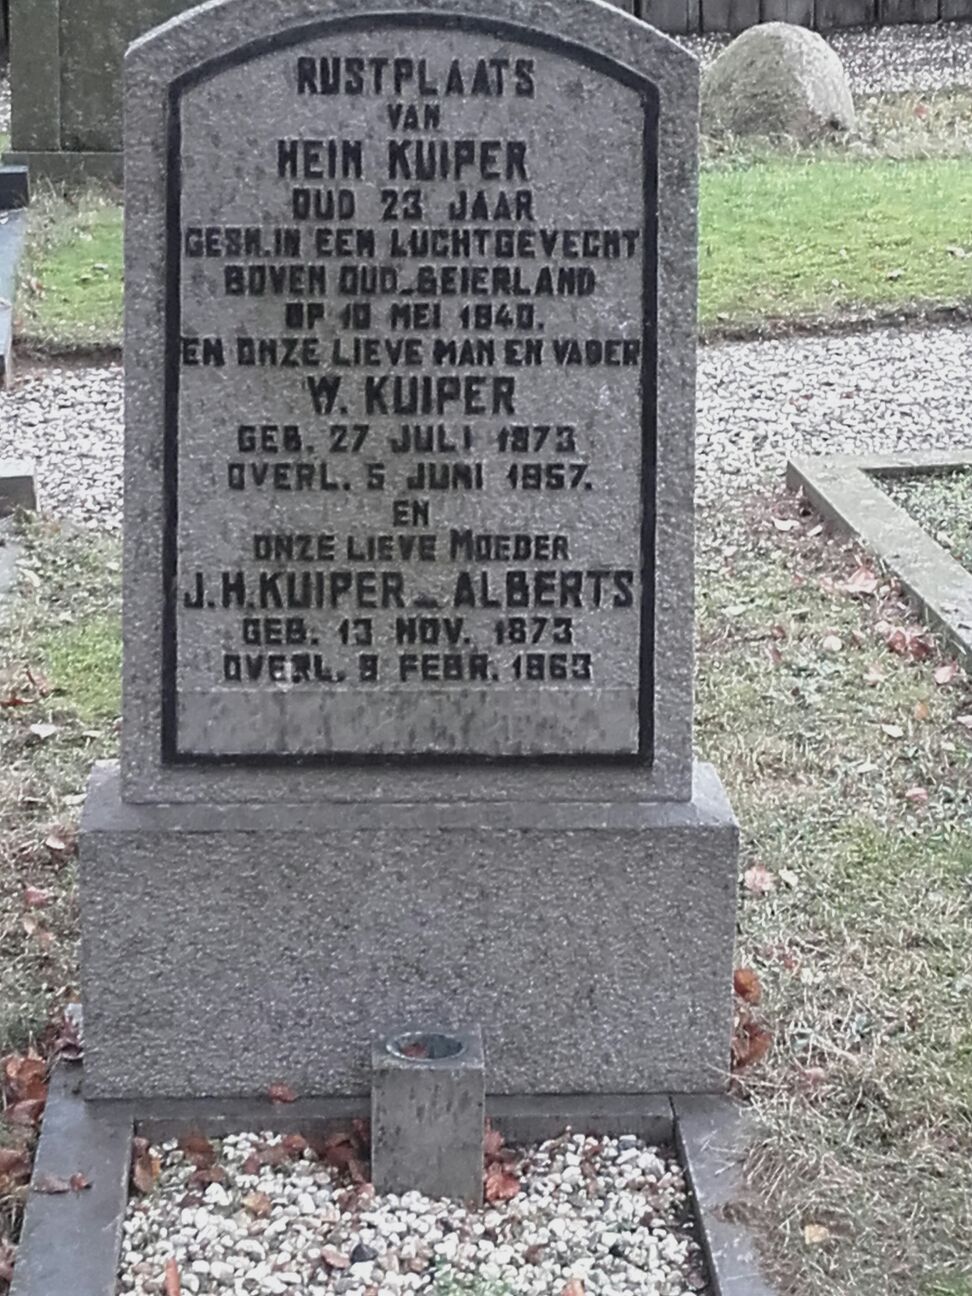 RUSTPLAATS
VAN
HEIN KUIPER
OUD 23 JAAR
GESN. IN EEN LUCHTGEVECHT
BOVEN OUD-BEIERLAND
OP 10 MEI 1940.
EN ONZE LIEVE MAN EN VADER
W. KUIPER
GEB. 27 JULI 1873
OVERL. 5 JUNI 1957.
EN
ONZE LIEVE MOEDER
J.H. KUIPER - ALBERTS
GEB. 13 NOV. 1873
OVERL. 9 FEBR. 1963